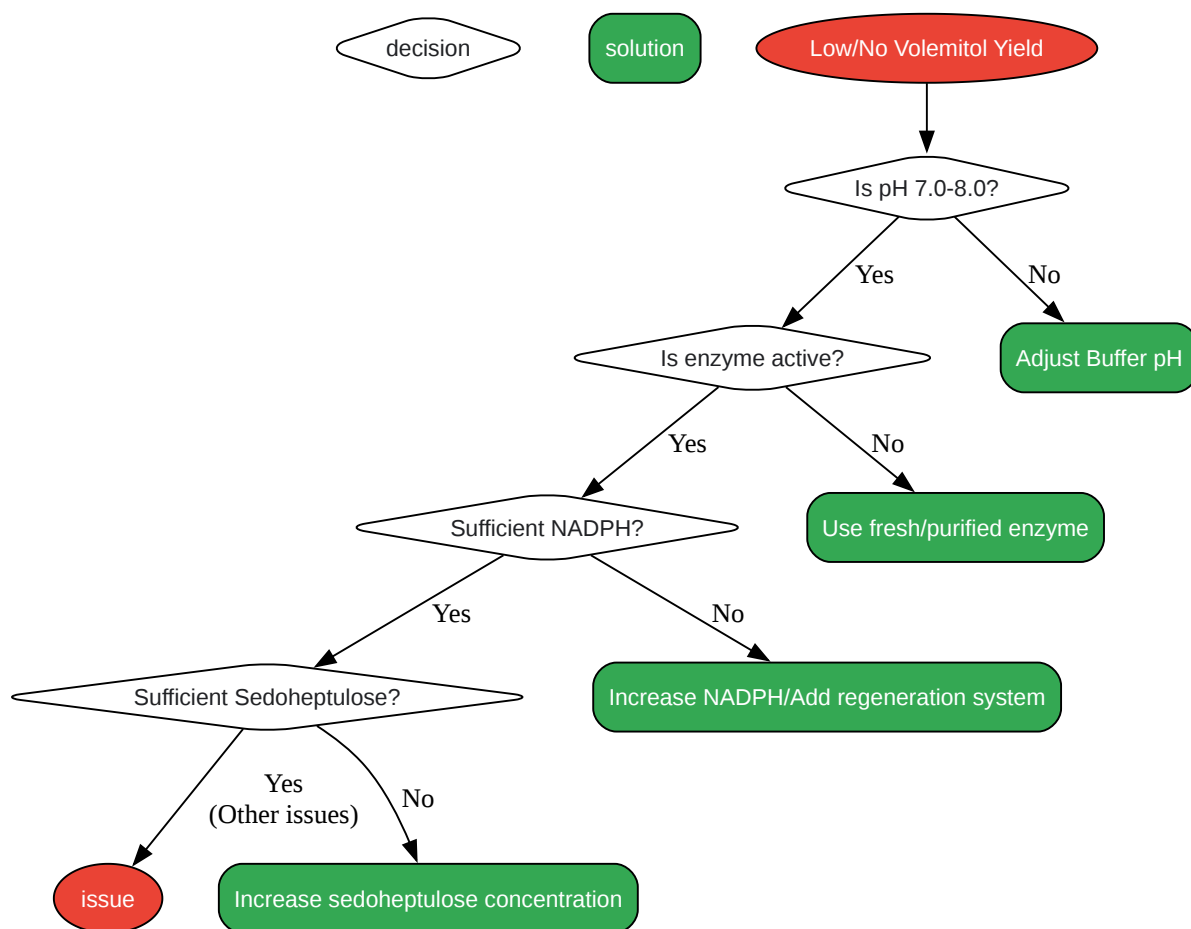 decision
solution
Low/No Volemitol Yield
Is pH 7.0-8.0?
Yes
No
Is enzyme active?
Adjust Buffer pH
Yes
No
Sufficient NADPH?
Use fresh/purified enzyme
Yes
No
Sufficient Sedoheptulose?
Increase NADPH/Add regeneration system
Yes
(Other issues)
No
issue
Increase sedoheptulose concentration